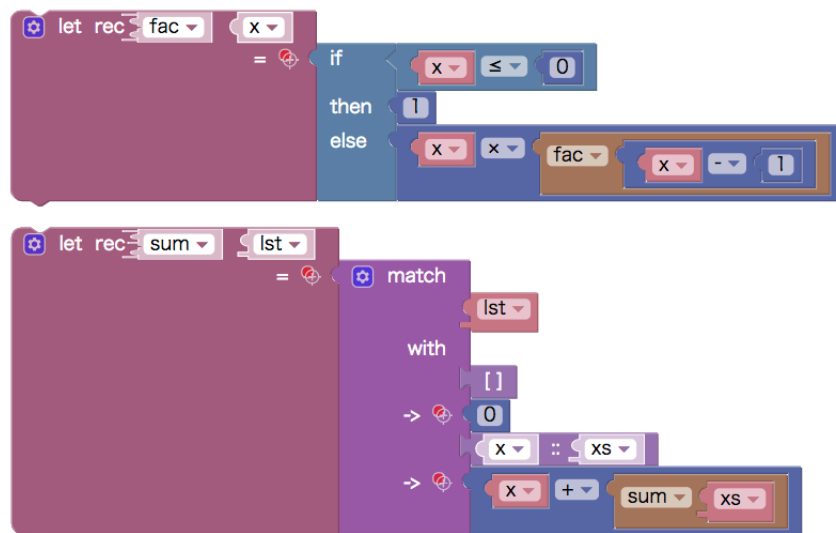 let rec fac x
= if x ≤ 0
then 1
else x × fac x - 1
let rec sum lst
= match
lst
with
[]
-> 0
x :: xs
-> x + sum xs